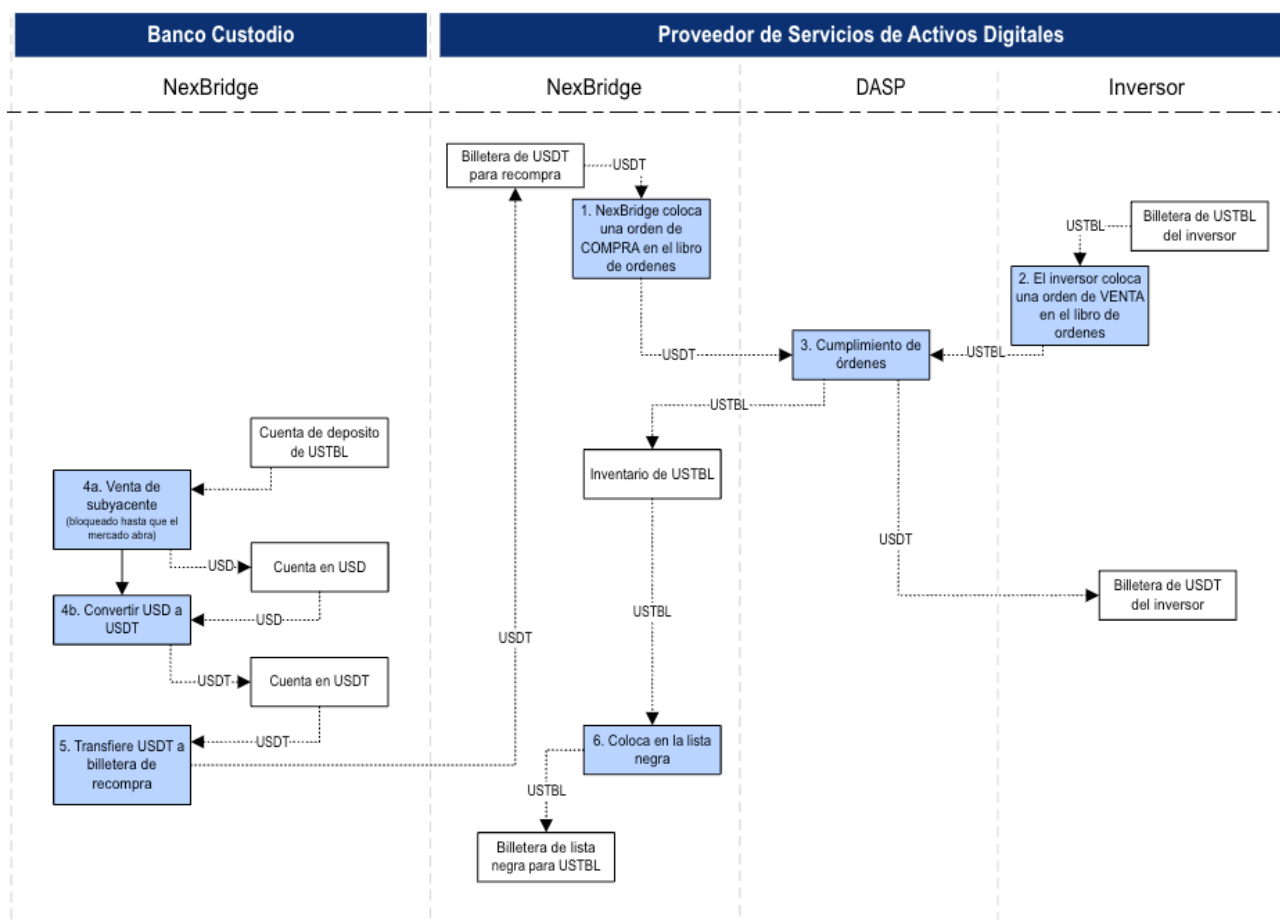 Banco Custodio
Proveedor de Servicios de Activos Digitales
NexBridge
NexBridge
DASP
Inversor
Billetera de USDT
para recompra
USDT
1. NexBridge coloca
una orden de
COMPRA en el libro
de ordenes
Billetera de USTBL
del inversor
USTBL
2. El inversor coloca
una orden de VENTA
en el libro de
ordenes
USDT
3. Cumplimiento de
órdenes
USTBL
USTBL
Cuenta de deposito
de USTBL
Inventario de USTBL
4a. Venta de
subyacente
(bloqueado hasta que el
mercado abra)
USD
Cuenta en USD
USDT
4b. Convertir USD a
USDT
USD
USTBL
Billetera de USDT
del inversor
USDT
USDT
Cuenta en USDT
5. Transfiere USDT a
billetera de
recompra
USDT
6. Coloca en la lista
negra
USTBL
Billetera de lista
negra para USTBL